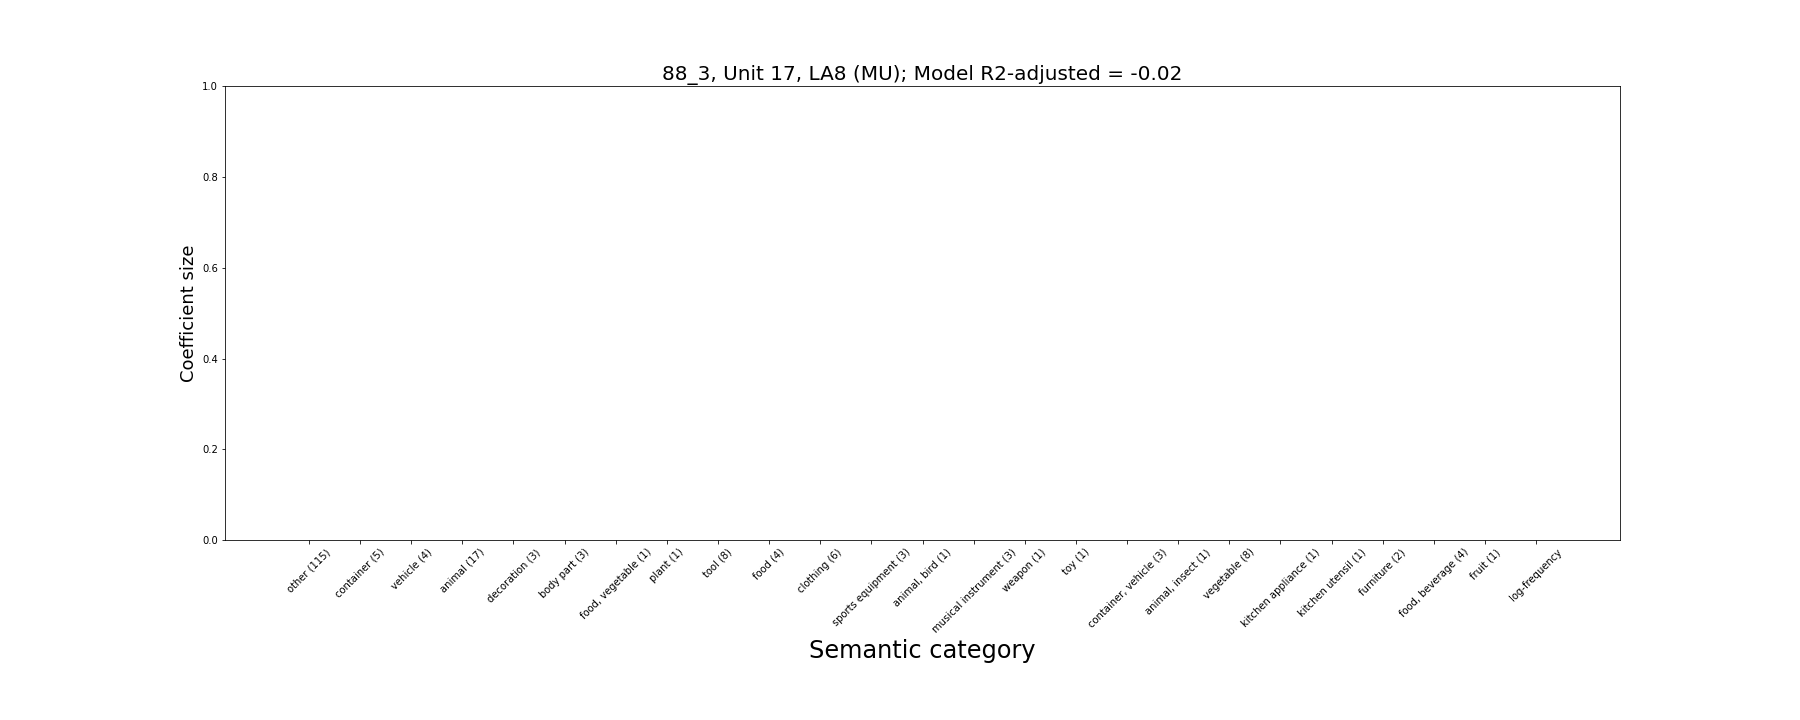 88_3, Unit 17, LA8 (MU); Model R2-adjusted = -0.02
1.0
0.8
0.6
0.4
0.2
0.0
Coefficient size
other (115)
container (5)
vehicle (4)
animal (17)
decoration (3)
body part (3)
food, vegetable (1)
plant (1)
tool (8)
food (4)
clothing (6)
sports equipment (3)
animal, bird (1)
musical instrument (3)
weapon (1)
toy (1)
container, vehicle (3)
animal, insect (1)
vegetable (8)
kitchen appliance (1)
kitchen utensil (1)
furniture (2)
food, beverage (4)
fruit (1)
log-frequency
Semantic category